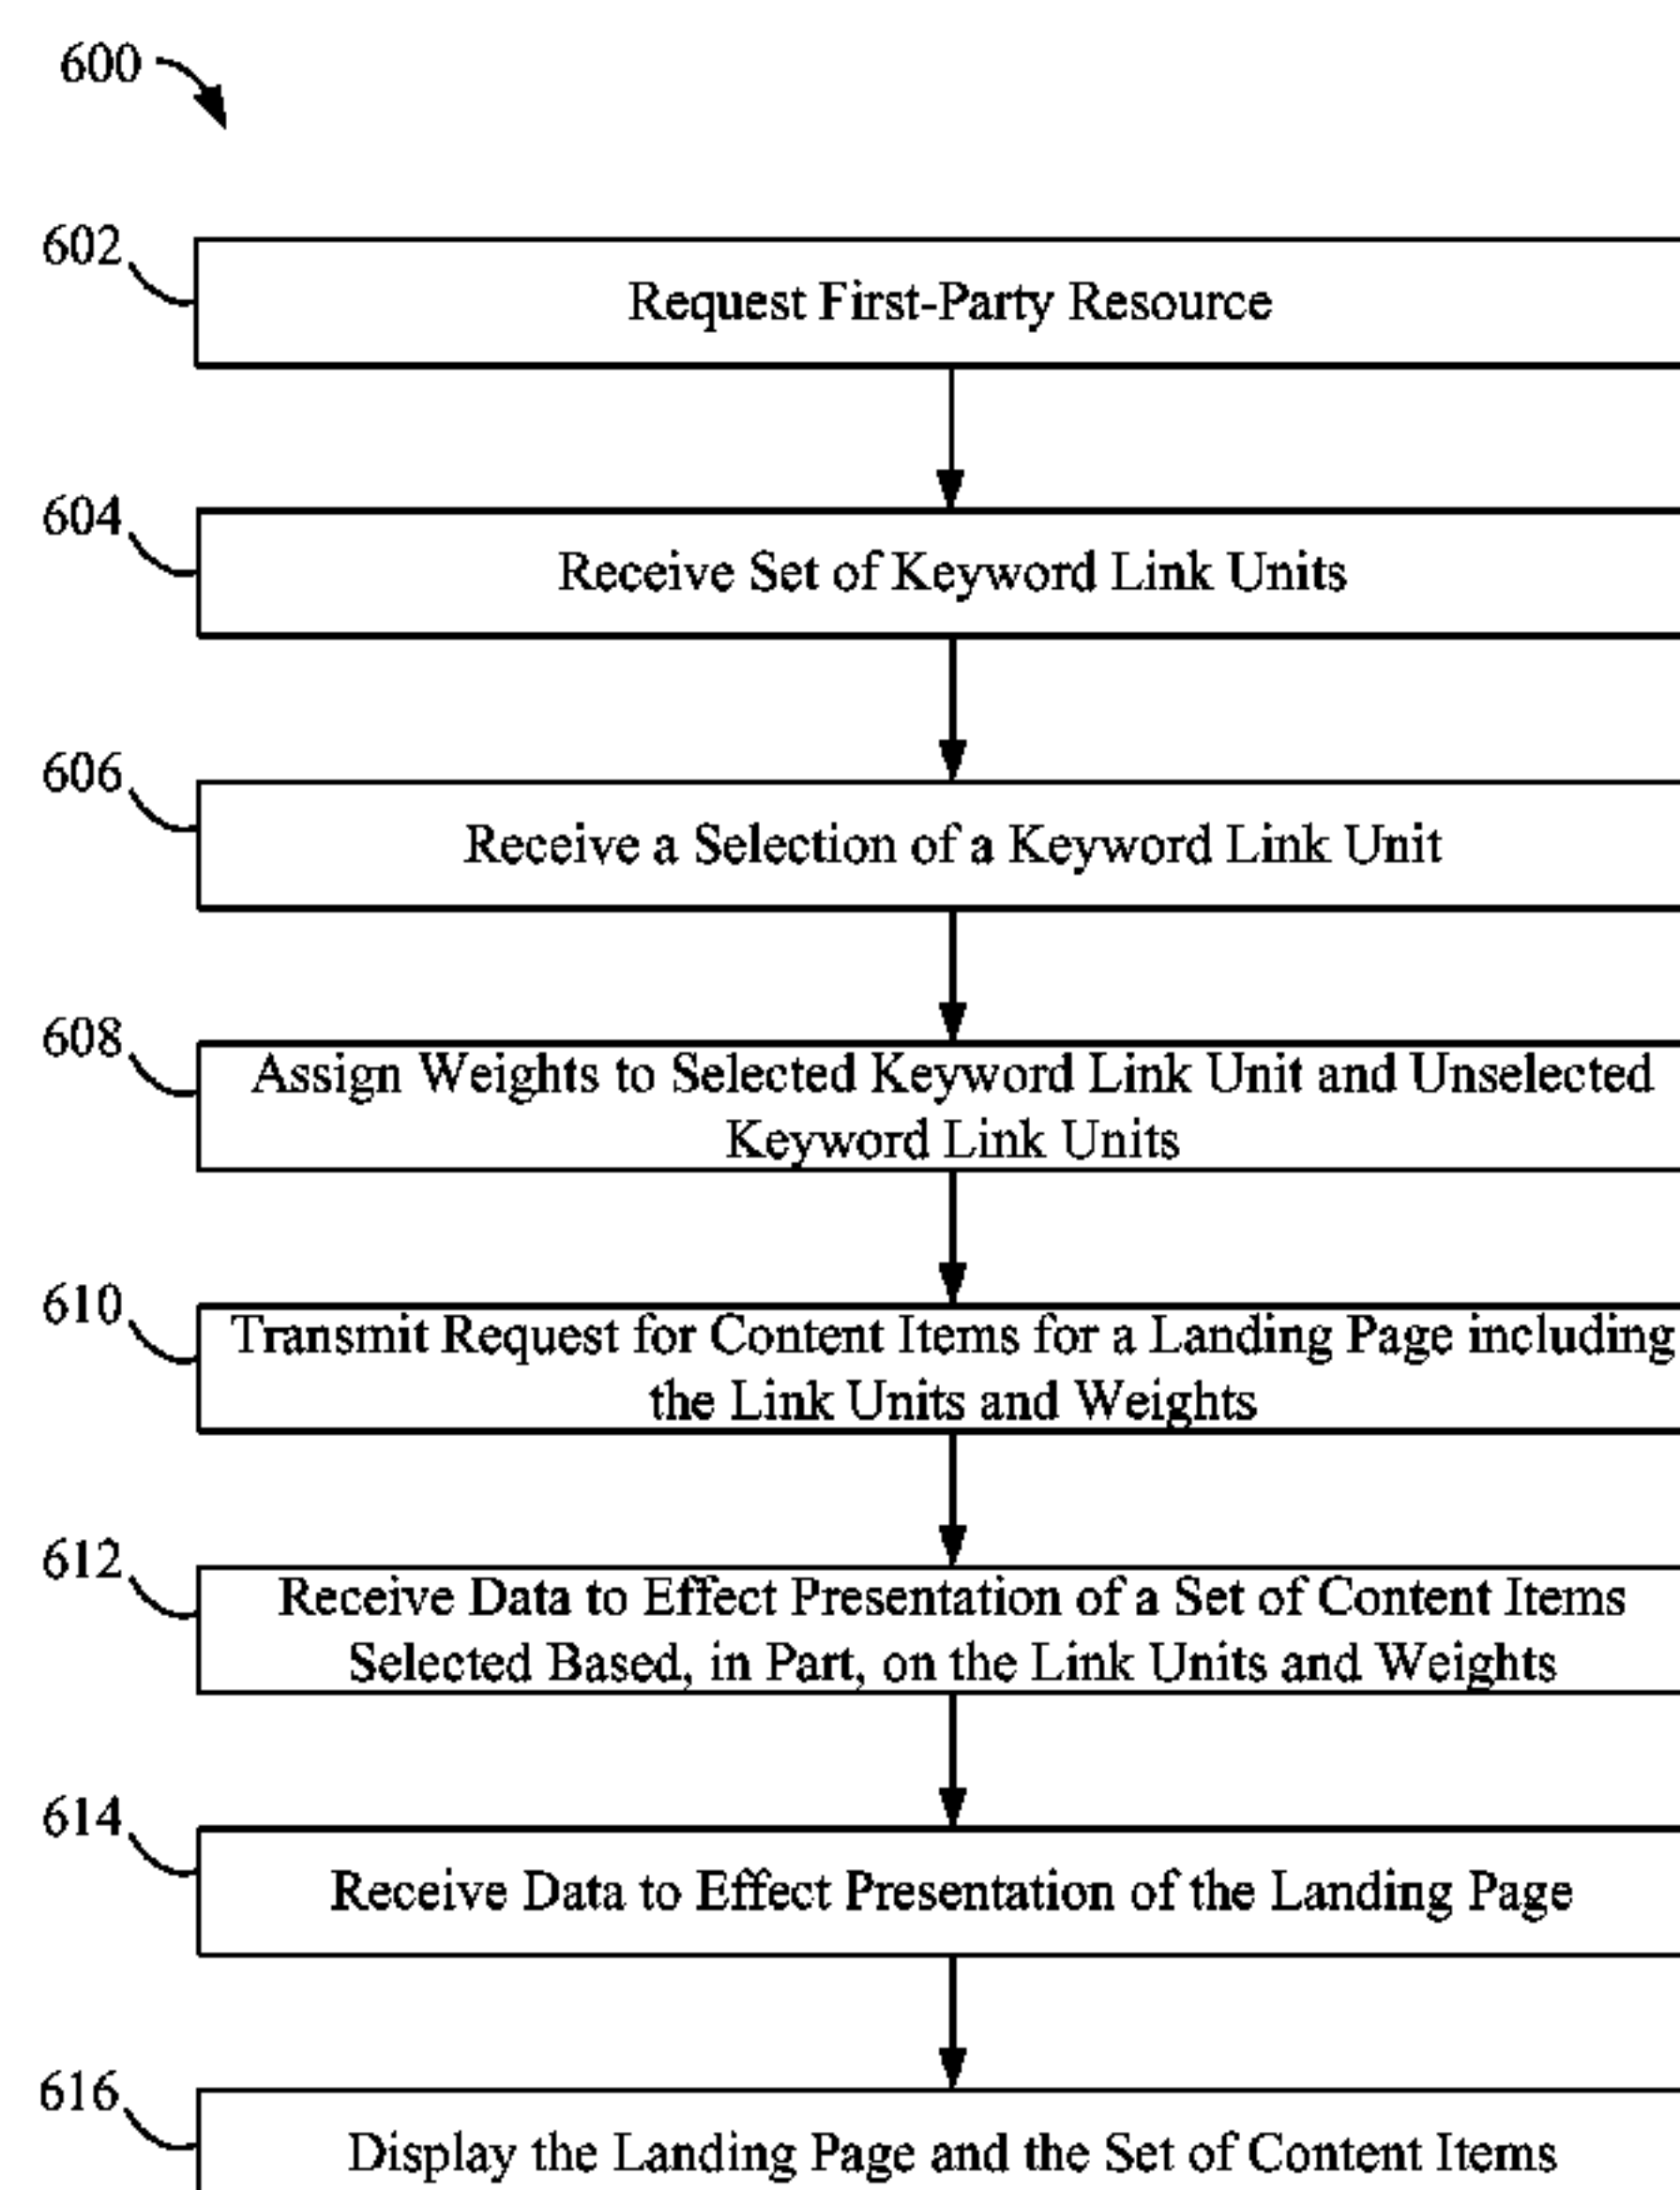 600
602
Request First-Party Resource
604
Receive Set of Keyword Link Units
606
Receive a Selection of a Keyword Link Unit
608
Assign Weights to Selected Keyword Link Unit and Unselected
Keyword Link Units
610
Transmit Request for Content Items for a Landing Page including
the Link Units and Weights
612
Receive Data to Effect Presentation of a Set of Content Items
Selected Based, in Part, on the Link Units and Weights
614
Receive Data to Effect Presentation of the Landing Page
616
Display the Landing Page and the Set of Content Items